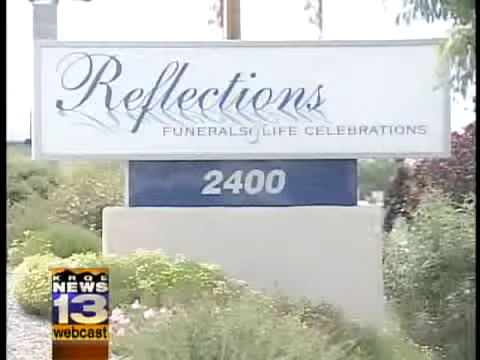 Reflections
FUNERALS & LIFE CELEBRATIONS
2400
KRQE
NEWS
13
webcast